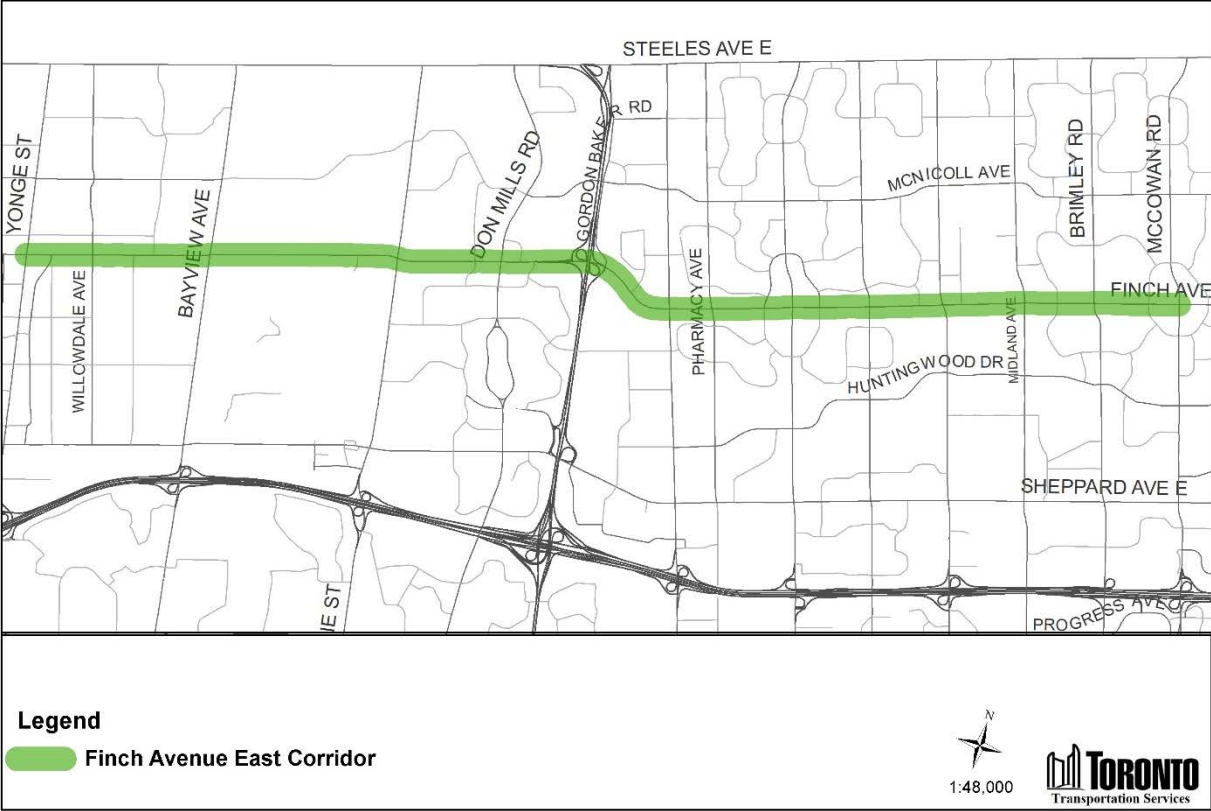 STEELES AVE E
YONGE ST
WILLOWDALE AVE
BAYVIEW AVE
DON MILLS RD
GORDON BAKER RD
MCNICOLL AVE
BRIMLEY RD
MCCOWAN RD
PHARMACY AVE
FINCH AVE
MIDLAND AVE
HUNTINGWOOD DR
SHEPPARD AVE E
NE ST
PROGRESS AVE
Legend
Finch Avenue East Corridor
N
1:48,000
TORONTO
Transportation Services